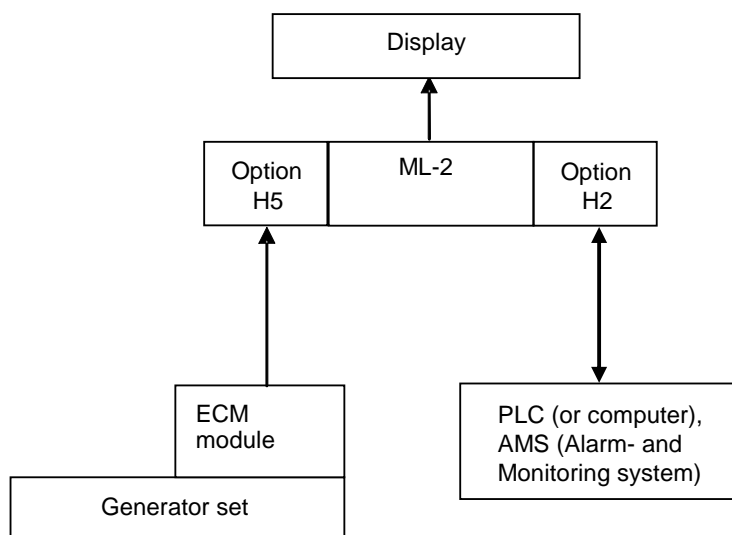 Display
Option
H5
ML-2
Option
H2
ECM
module
Generator set
PLC (or computer),
AMS (Alarm- and
Monitoring system)